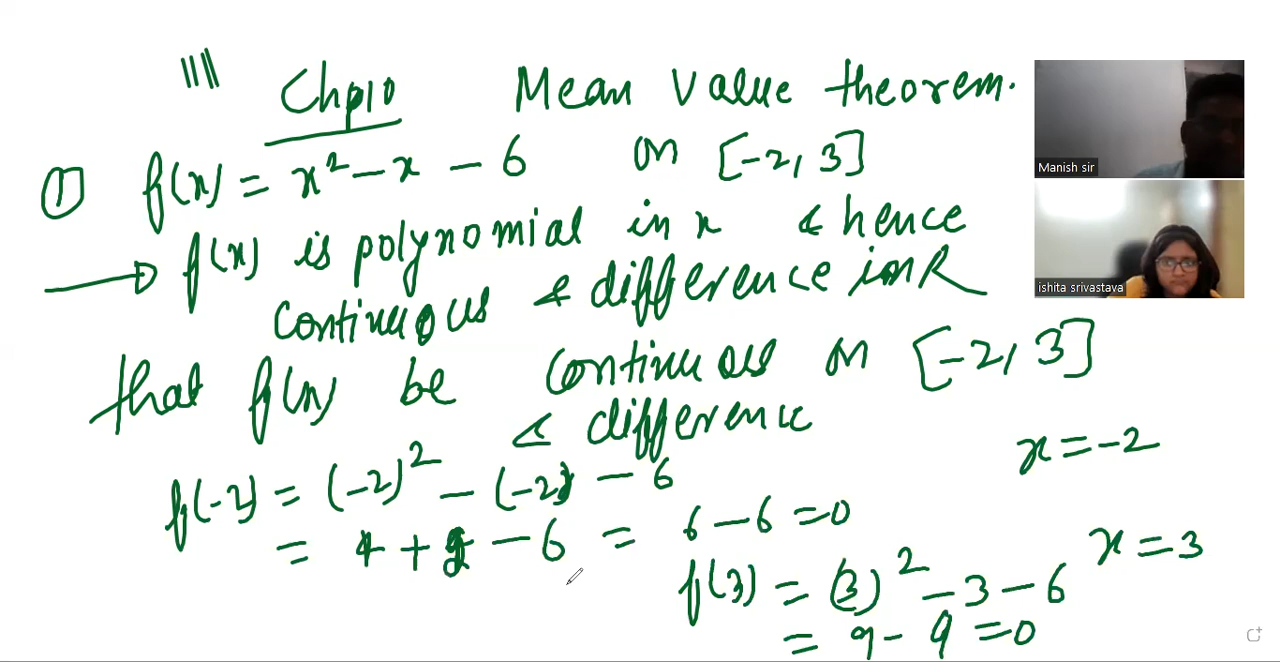 Chp10 Mean Value theorem.
① f(x) = x² - x - 6 on [-2, 3]
Manish sir
→ f(x) is polynomial in x & hence
continuous & difference in R
ishita srivastava
that f(x) be continuous on [-2, 3]
& difference
x = -2
f(-2) = (-2)² - (-2) - 6
= 4 + 2 - 6 = 6 - 6 = 0
x = 3
f(3) = (3)² - 3 - 6
= 9 - 9 = 0